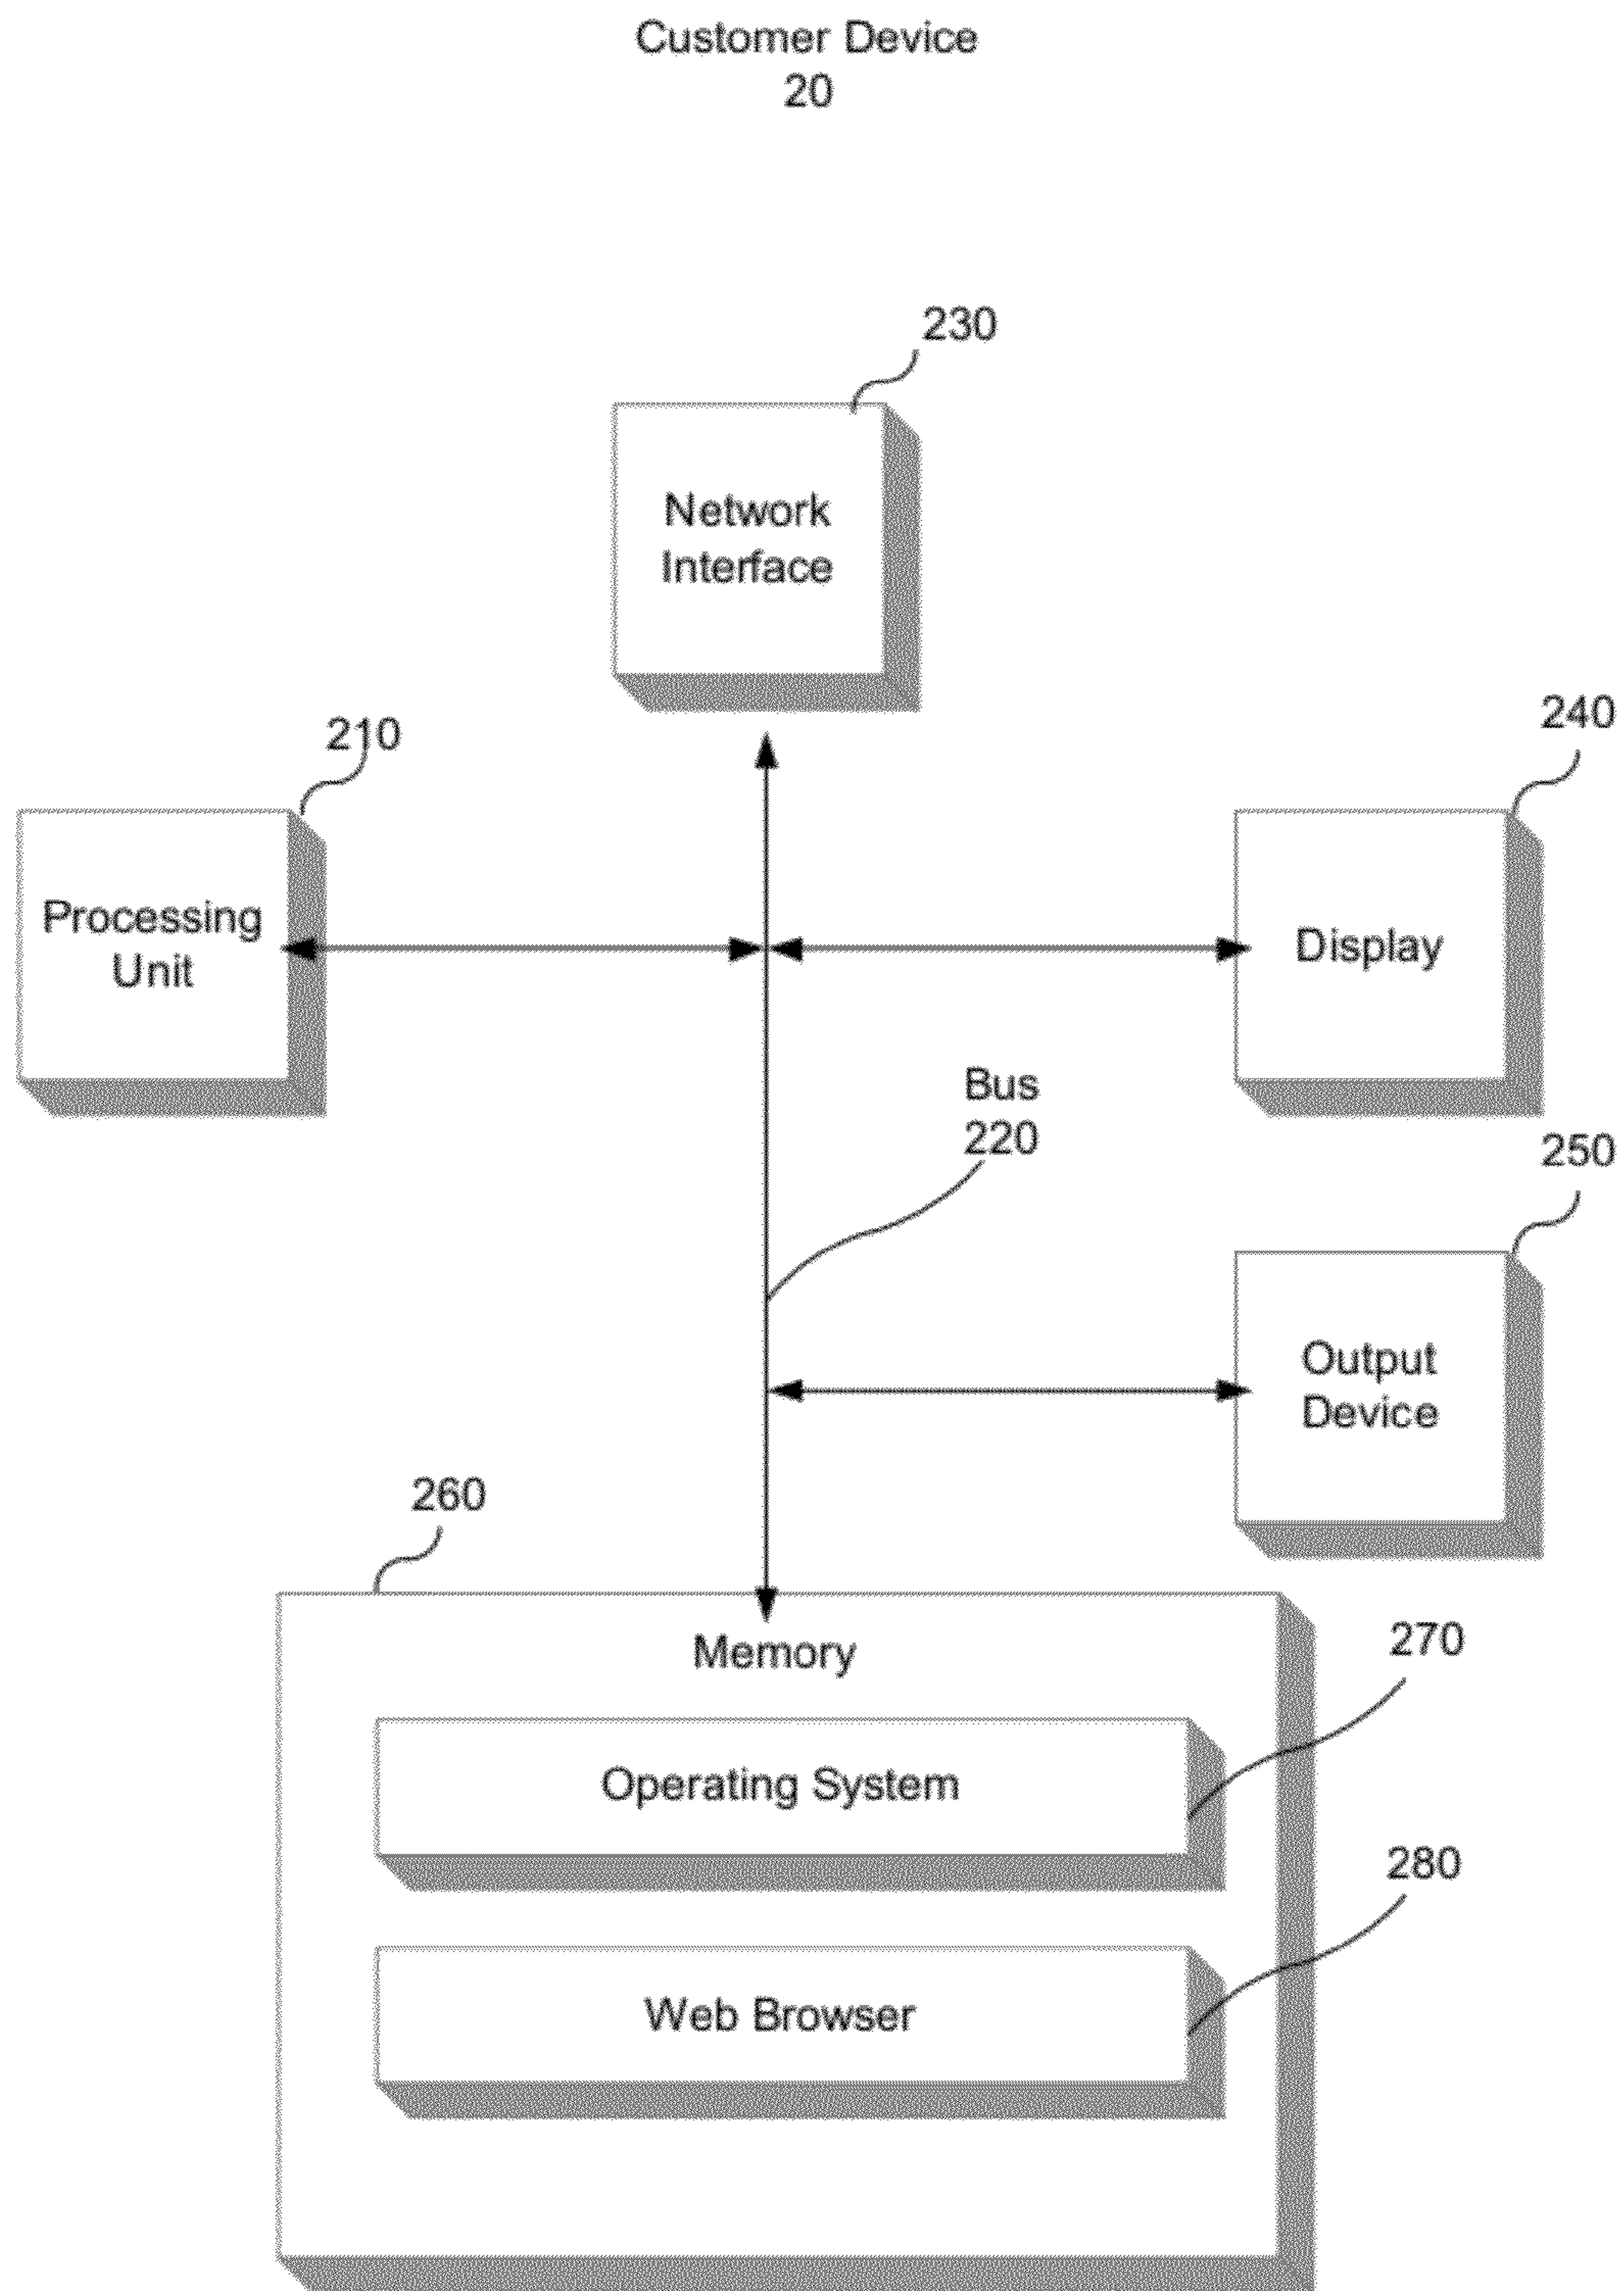 Customer Device
20
230
Network
Interface
210
240
Processing
Unit
Display
Bus
220
250
Output
Device
260
Memory
270
Operating System
280
Web Browser